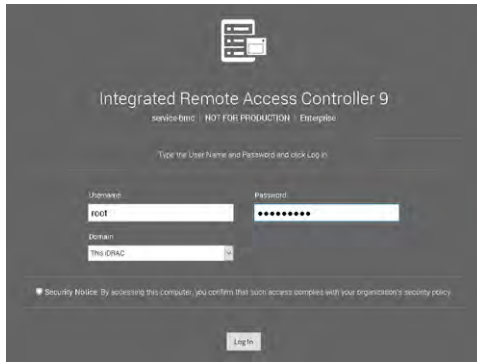 Integrated Remote Access Controller 9
service-bmc | NOT FOR PRODUCTION | Enterprise
Type the User Name and Password and click Log In
Username
Password
root
Domain
This iDRAC
Security Notice: By accessing this computer, you confirm that such access complies with your organization's security policy.
Log In